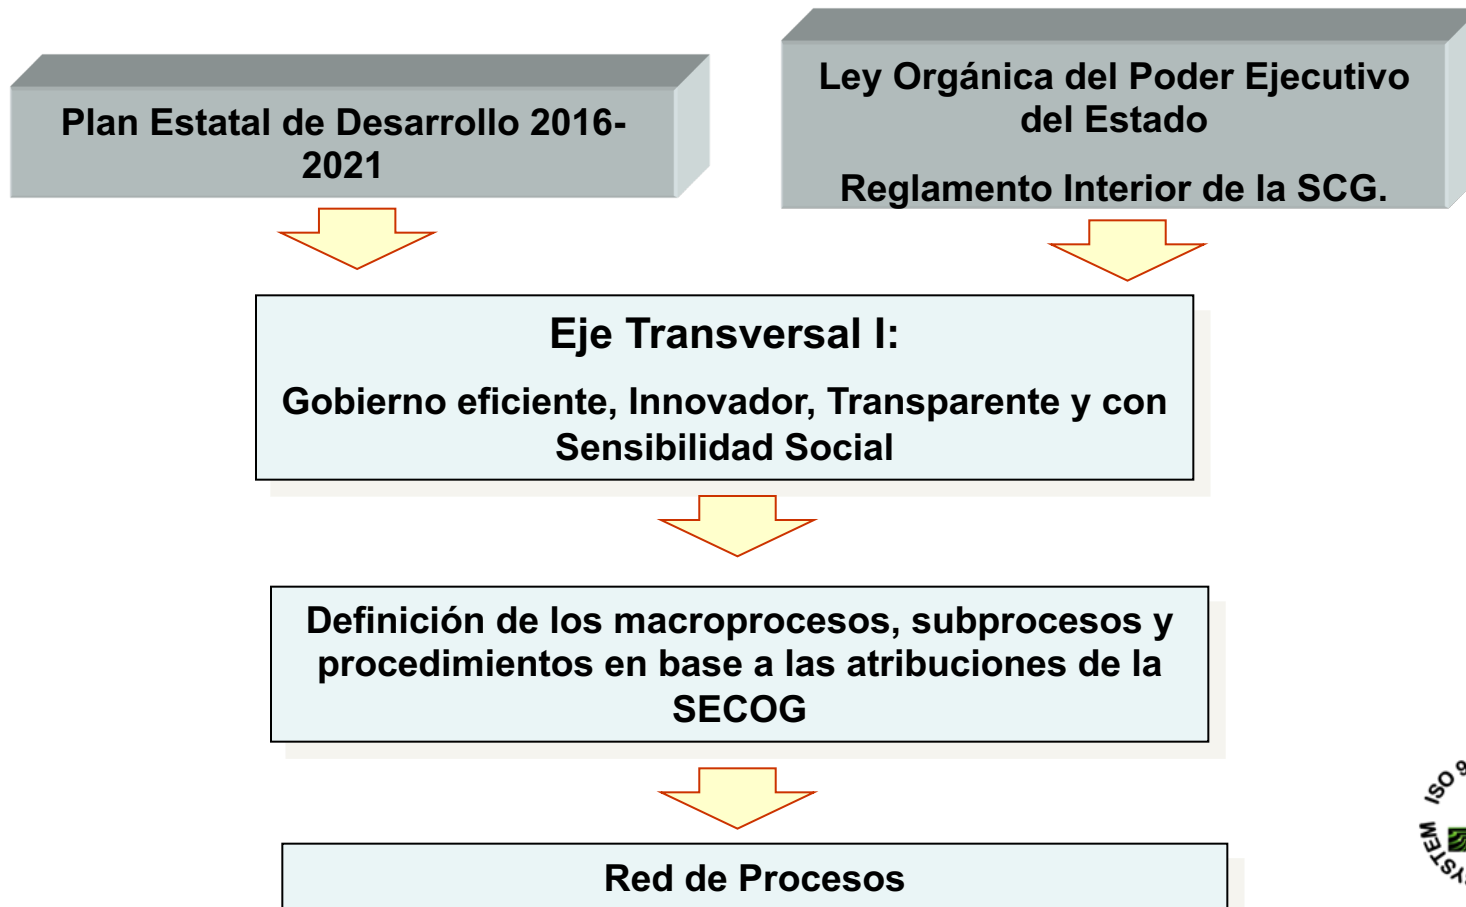 Plan Estatal de Desarrollo 2016-
2021
Ley Orgánica del Poder Ejecutivo
del Estado
Reglamento Interior de la SCG.
Eje Transversal I:
Gobierno eficiente, Innovador, Transparente y con
Sensibilidad Social
Definición de los macroprocesos, subprocesos y
procedimientos en base a las atribuciones de la
SECOG
Red de Procesos
ISO 9